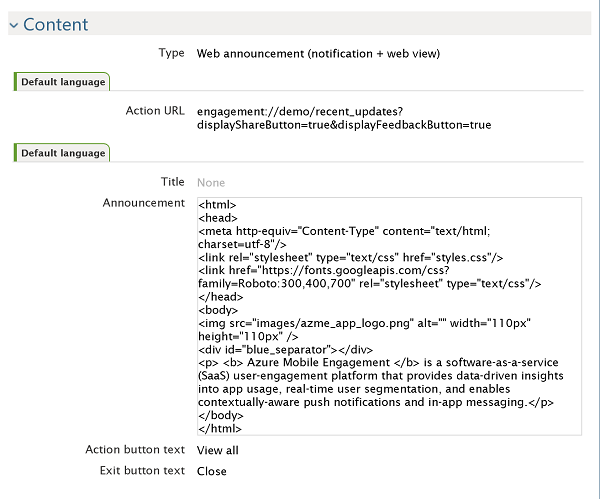 Content
Type Web announcement (notification + web view)
Default language
Action URL engagement://demo/recent_updates?
displayShareButton=true&displayFeedbackButton=true
Default language
Title None
Announcement <html>
<head>
<meta http-equiv="Content-Type" content="text/html;
charset=utf-8"/>
<link rel="stylesheet" type="text/css" href="styles.css"/>
<link href="https://fonts.googleapis.com/css?
family=Roboto:300,400,700" rel="stylesheet" type="text/css"/>
</head>
<body>
<img src="images/azme_app_logo.png" alt="" width="110px"
height="110px" />
<div id="blue_separator"></div>
<p> <b> Azure Mobile Engagement </b> is a software-as-a-service
(SaaS) user-engagement platform that provides data-driven insights
into app usage, real-time user segmentation, and enables
contextually-aware push notifications and in-app messaging.</p>
</body>
</html>
Action button text View all
Exit button text Close